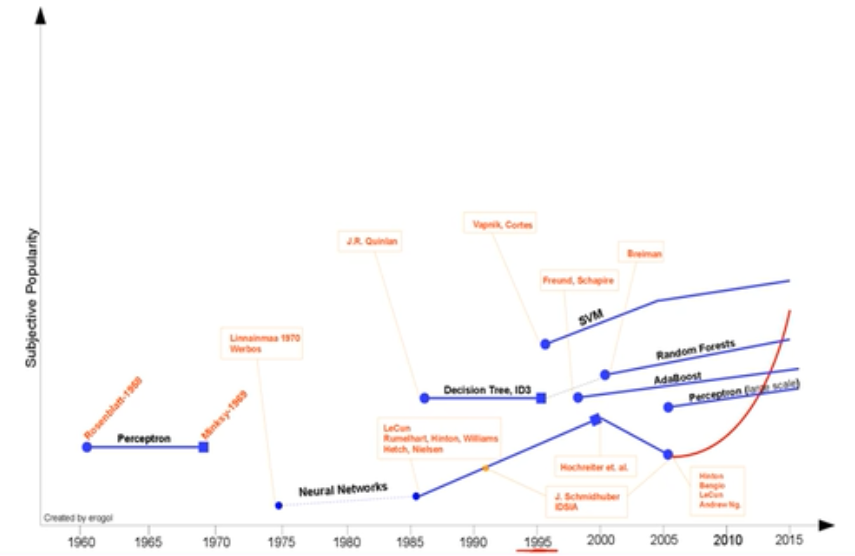 Subjective Popularity
Vapnik, Cortes
J.R. Quinlan
Breiman
Freund, Schapire
SVM
Linnainmaa 1970
Werbos
Random Forests
AdaBoost
Decision Tree, ID3
Perceptron (large scale)
Rosenblatt-1958
Minksy-1969
Perceptron
LeCun
Rumelhart, Hinton, Williams
Hetch, Nielsen
Hochreiter et. al.
Neural Networks
J. Schmidhuber
IDSIA
Hinton
Bengio
LeCun
Andrew Ng.
Created by erogol
1960 1965 1970 1975 1980 1985 1990 1995 2000 2005 2010 2015